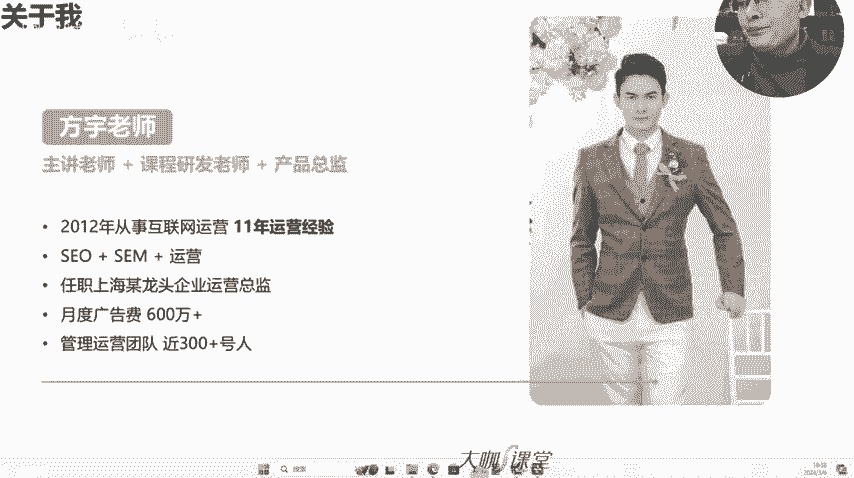 关于我
方宇老师
主讲老师 + 课程研发老师 + 产品总监
• 2012年从事互联网运营 11年运营经验
• SEO + SEM + 运营
• 任职上海某龙头企业运营总监
• 月度广告费 600万+
• 管理运营团队 近300+号人
大咖课堂
搜索